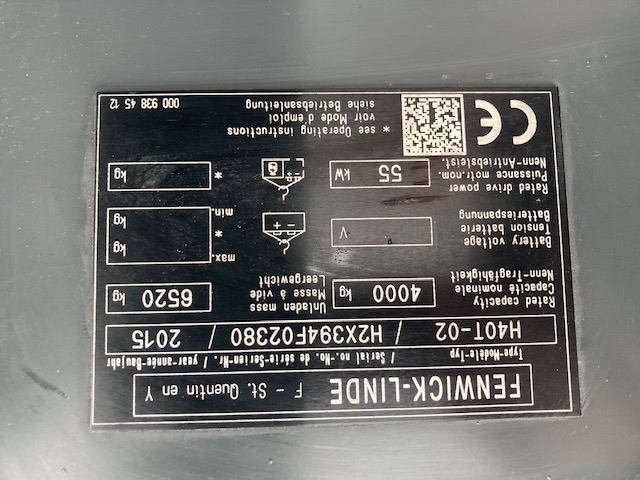 FENWICK-LINDE F - St. Quentin en Y
Type-Modèle-Typ / Serial no.-No. de série-Serien-Nr. / year-année-Baujahr
H40T-02 / H2X394F02380 / 2015
Rated capacity
Capacité nominale
Nenn-Tragfähigkeit
4000 kg
Unladen mass
Masse à vide
Leergewicht
6520 kg
Battery voltage
Tension batterie
Batteriespannung
V
max. kg
*
min. kg
Rated drive power
Puissance motr.nom.
Nenn-Antriebsleist.
55 kW
* kg
CE
* see Operating instructions
voir Mode d'emploi
siehe Betriebsanleitung
000 938 45 12